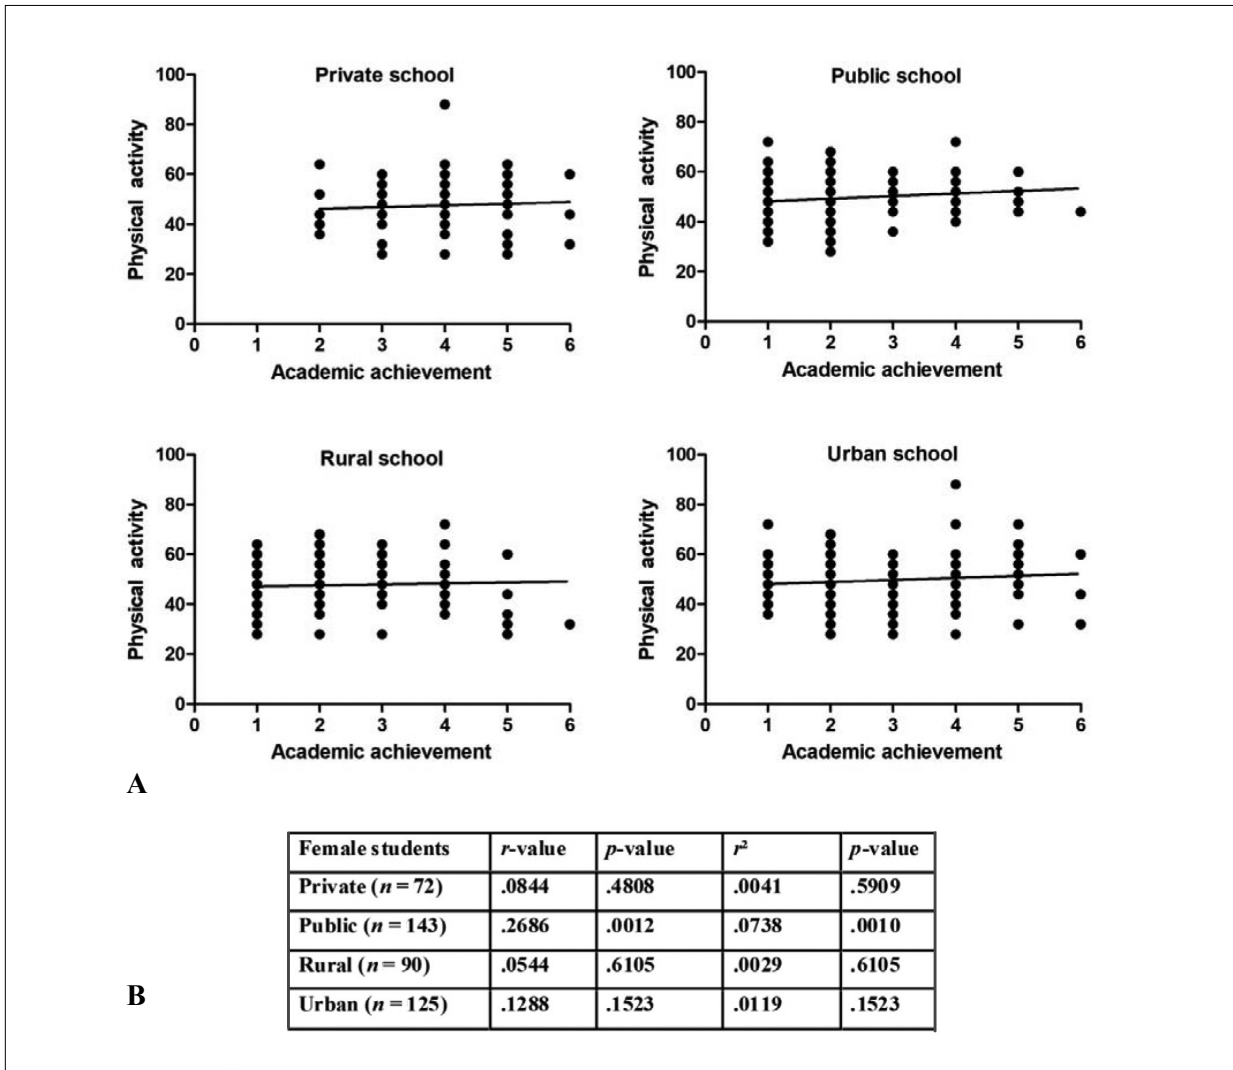 Private school
100
80
60
40
20
0
Physical activity
0 1 2 3 4 5 6
Academic achievement
Public school
100
80
60
40
20
0
Physical activity
0 1 2 3 4 5 6
Academic achievement
Rural school
100
80
60
40
20
0
Physical activity
0 1 2 3 4 5 6
Academic achievement
Urban school
100
80
60
40
20
0
Physical activity
0 1 2 3 4 5 6
Academic achievement
A
Female students r-value p-value r² p-value
Private (n = 72) .0844 .4808 .0041 .5909
Public (n = 143) .2686 .0012 .0738 .0010
Rural (n = 90) .0544 .6105 .0029 .6105
Urban (n = 125) .1288 .1523 .0119 .1523
B